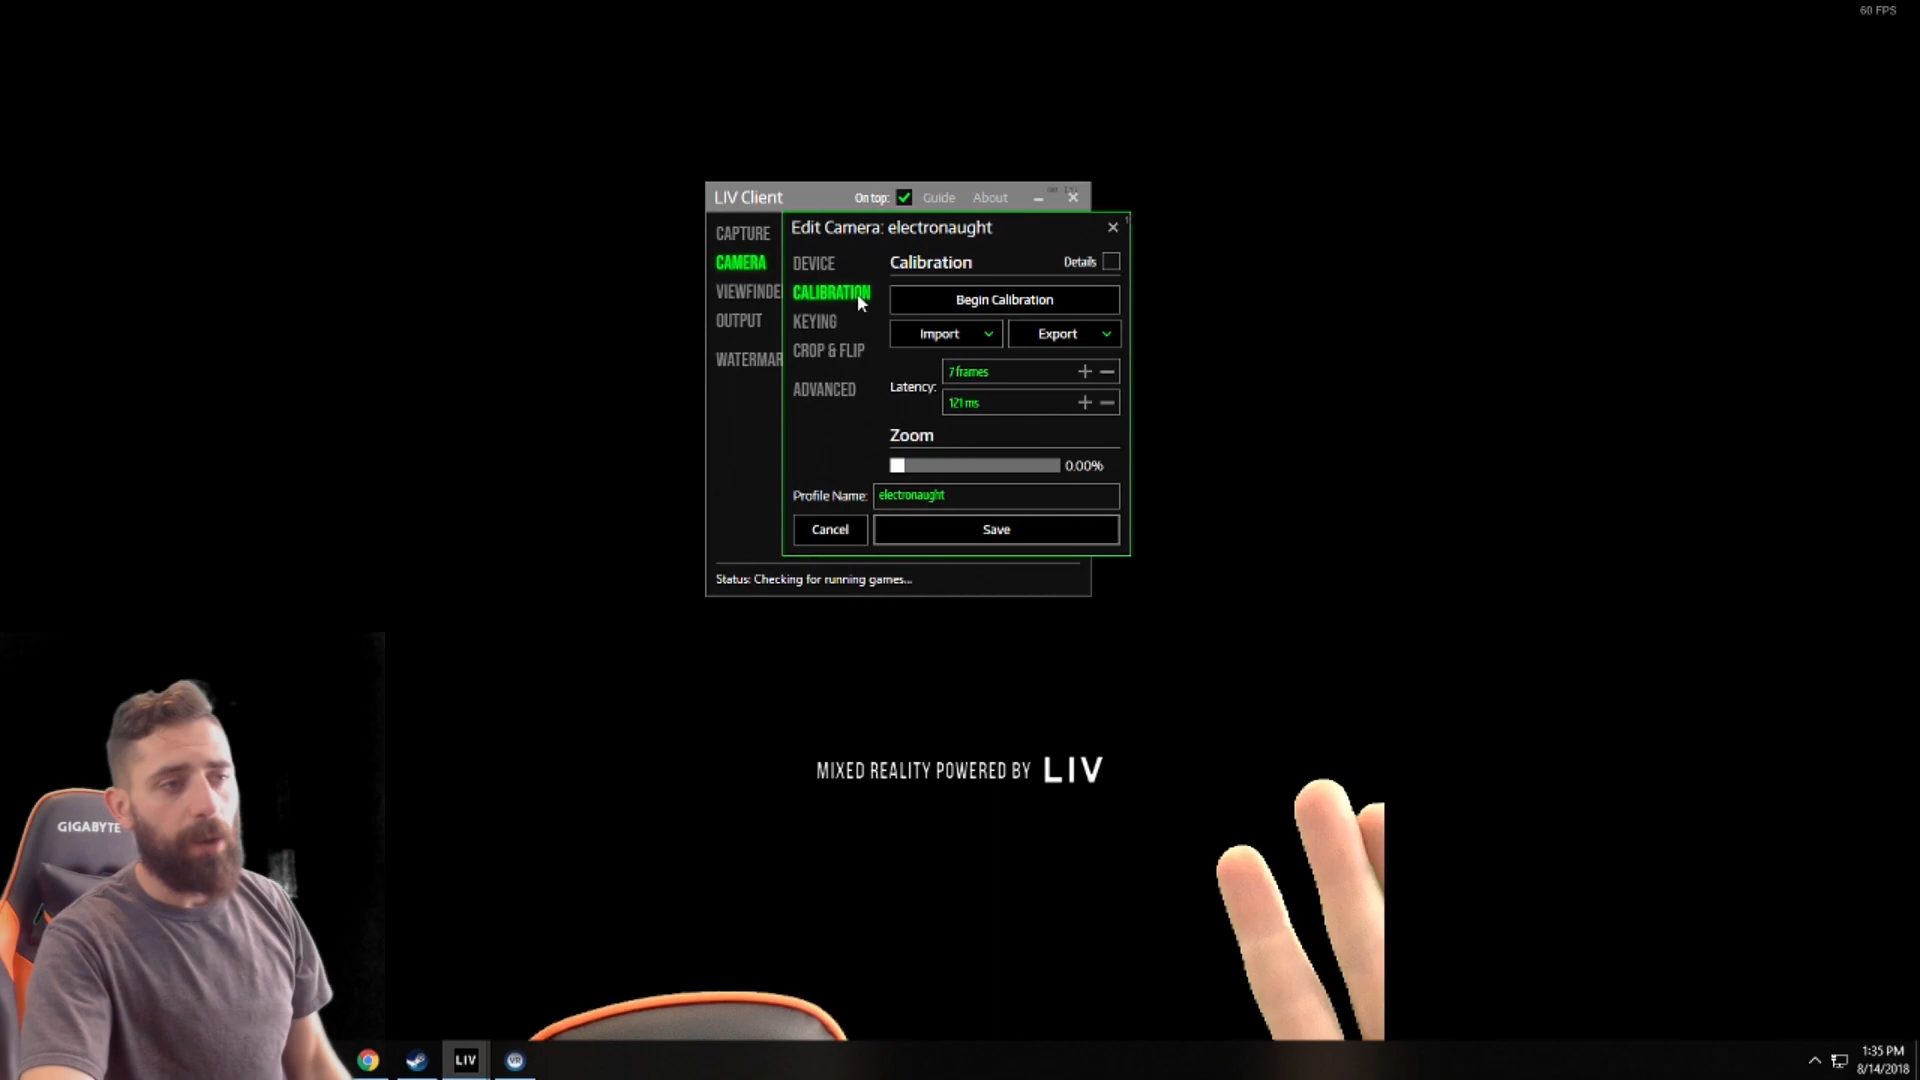 60 FPS
LIV Client
On top:
Guide
About
CAPTURE
CAMERA
VIEWFINDE
OUTPUT
WATERMAR
Edit Camera: electronaught
DEVICE
CALIBRATION
KEYING
CROP & FLIP
ADVANCED
Calibration
Details
Begin Calibration
Import
Export
Latency:
7 frames
121 ms
Zoom
0.00%
Profile Name:
electronaught
Cancel
Save
Status: Checking for running games...
MIXED REALITY POWERED BY LIV
GIGABYTE
LIV
VR
1:35 PM
8/14/2018